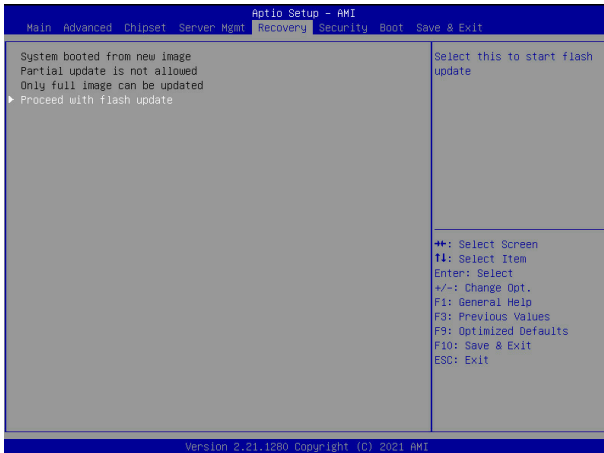 Aptio Setup - AMI
Main Advanced Chipset Server Mgmt Recovery Security Boot Save & Exit
System booted from new image
Partial update is not allowed
Only full image can be updated
Proceed with flash update
Select this to start flash
update
→←: Select Screen
↑↓: Select Item
Enter: Select
+/-: Change Opt.
F1: General Help
F3: Previous Values
F9: Optimized Defaults
F10: Save & Exit
ESC: Exit
Version 2.21.1280 Copyright (C) 2021 AMI